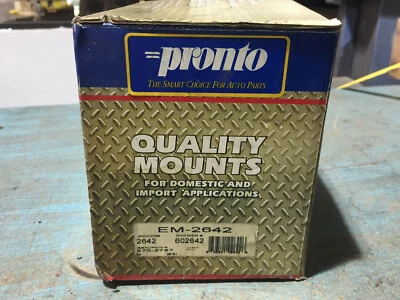 pronto
THE SMART CHOICE FOR AUTO PARTS
QUALITY
MOUNTS
FOR DOMESTIC AND
IMPORT APPLICATIONS
EM-2642
2642 602642